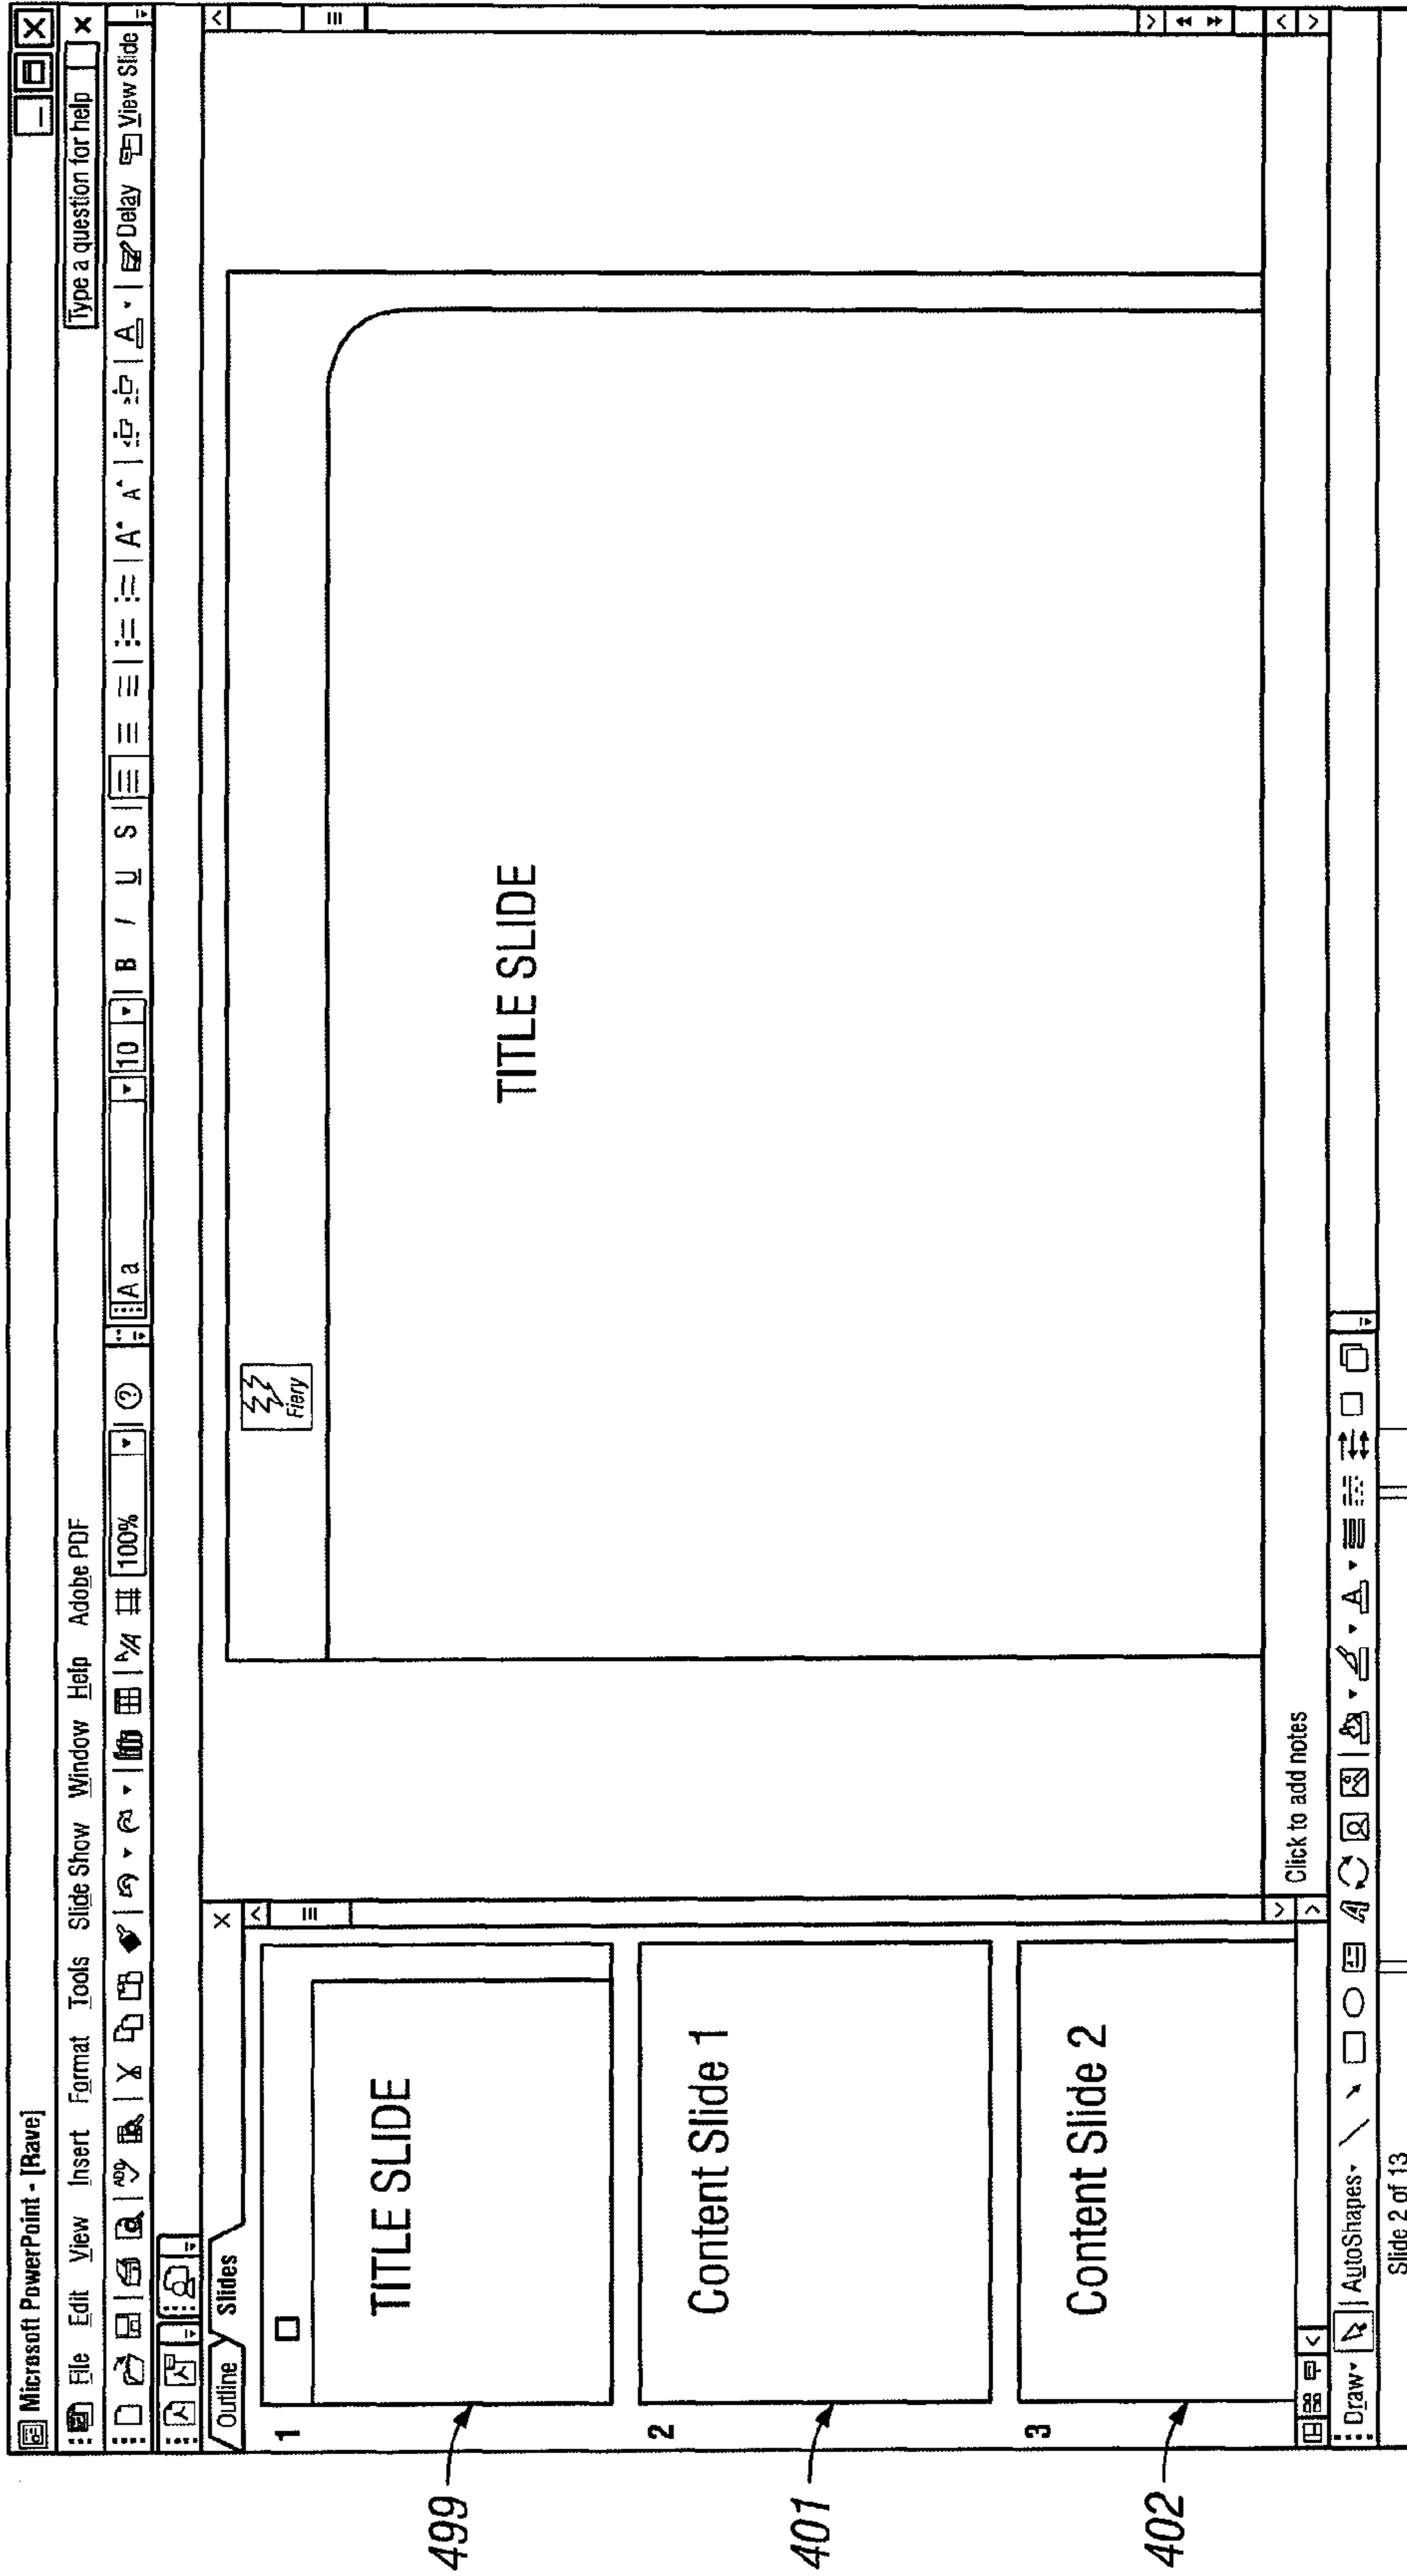 Microsoft PowerPoint - [Rave]
File Edit View Insert Format Tools Slide Show Window Help Adobe PDF Type a question for help
100% Aa 10 B I U S A A A Delay View Slide
Outline Slides
1
TITLE SLIDE
499
2
Content Slide 1
401
3
Content Slide 2
402
Fiery
TITLE SLIDE
Click to add notes
Draw AutoShapes
Slide 2 of 13